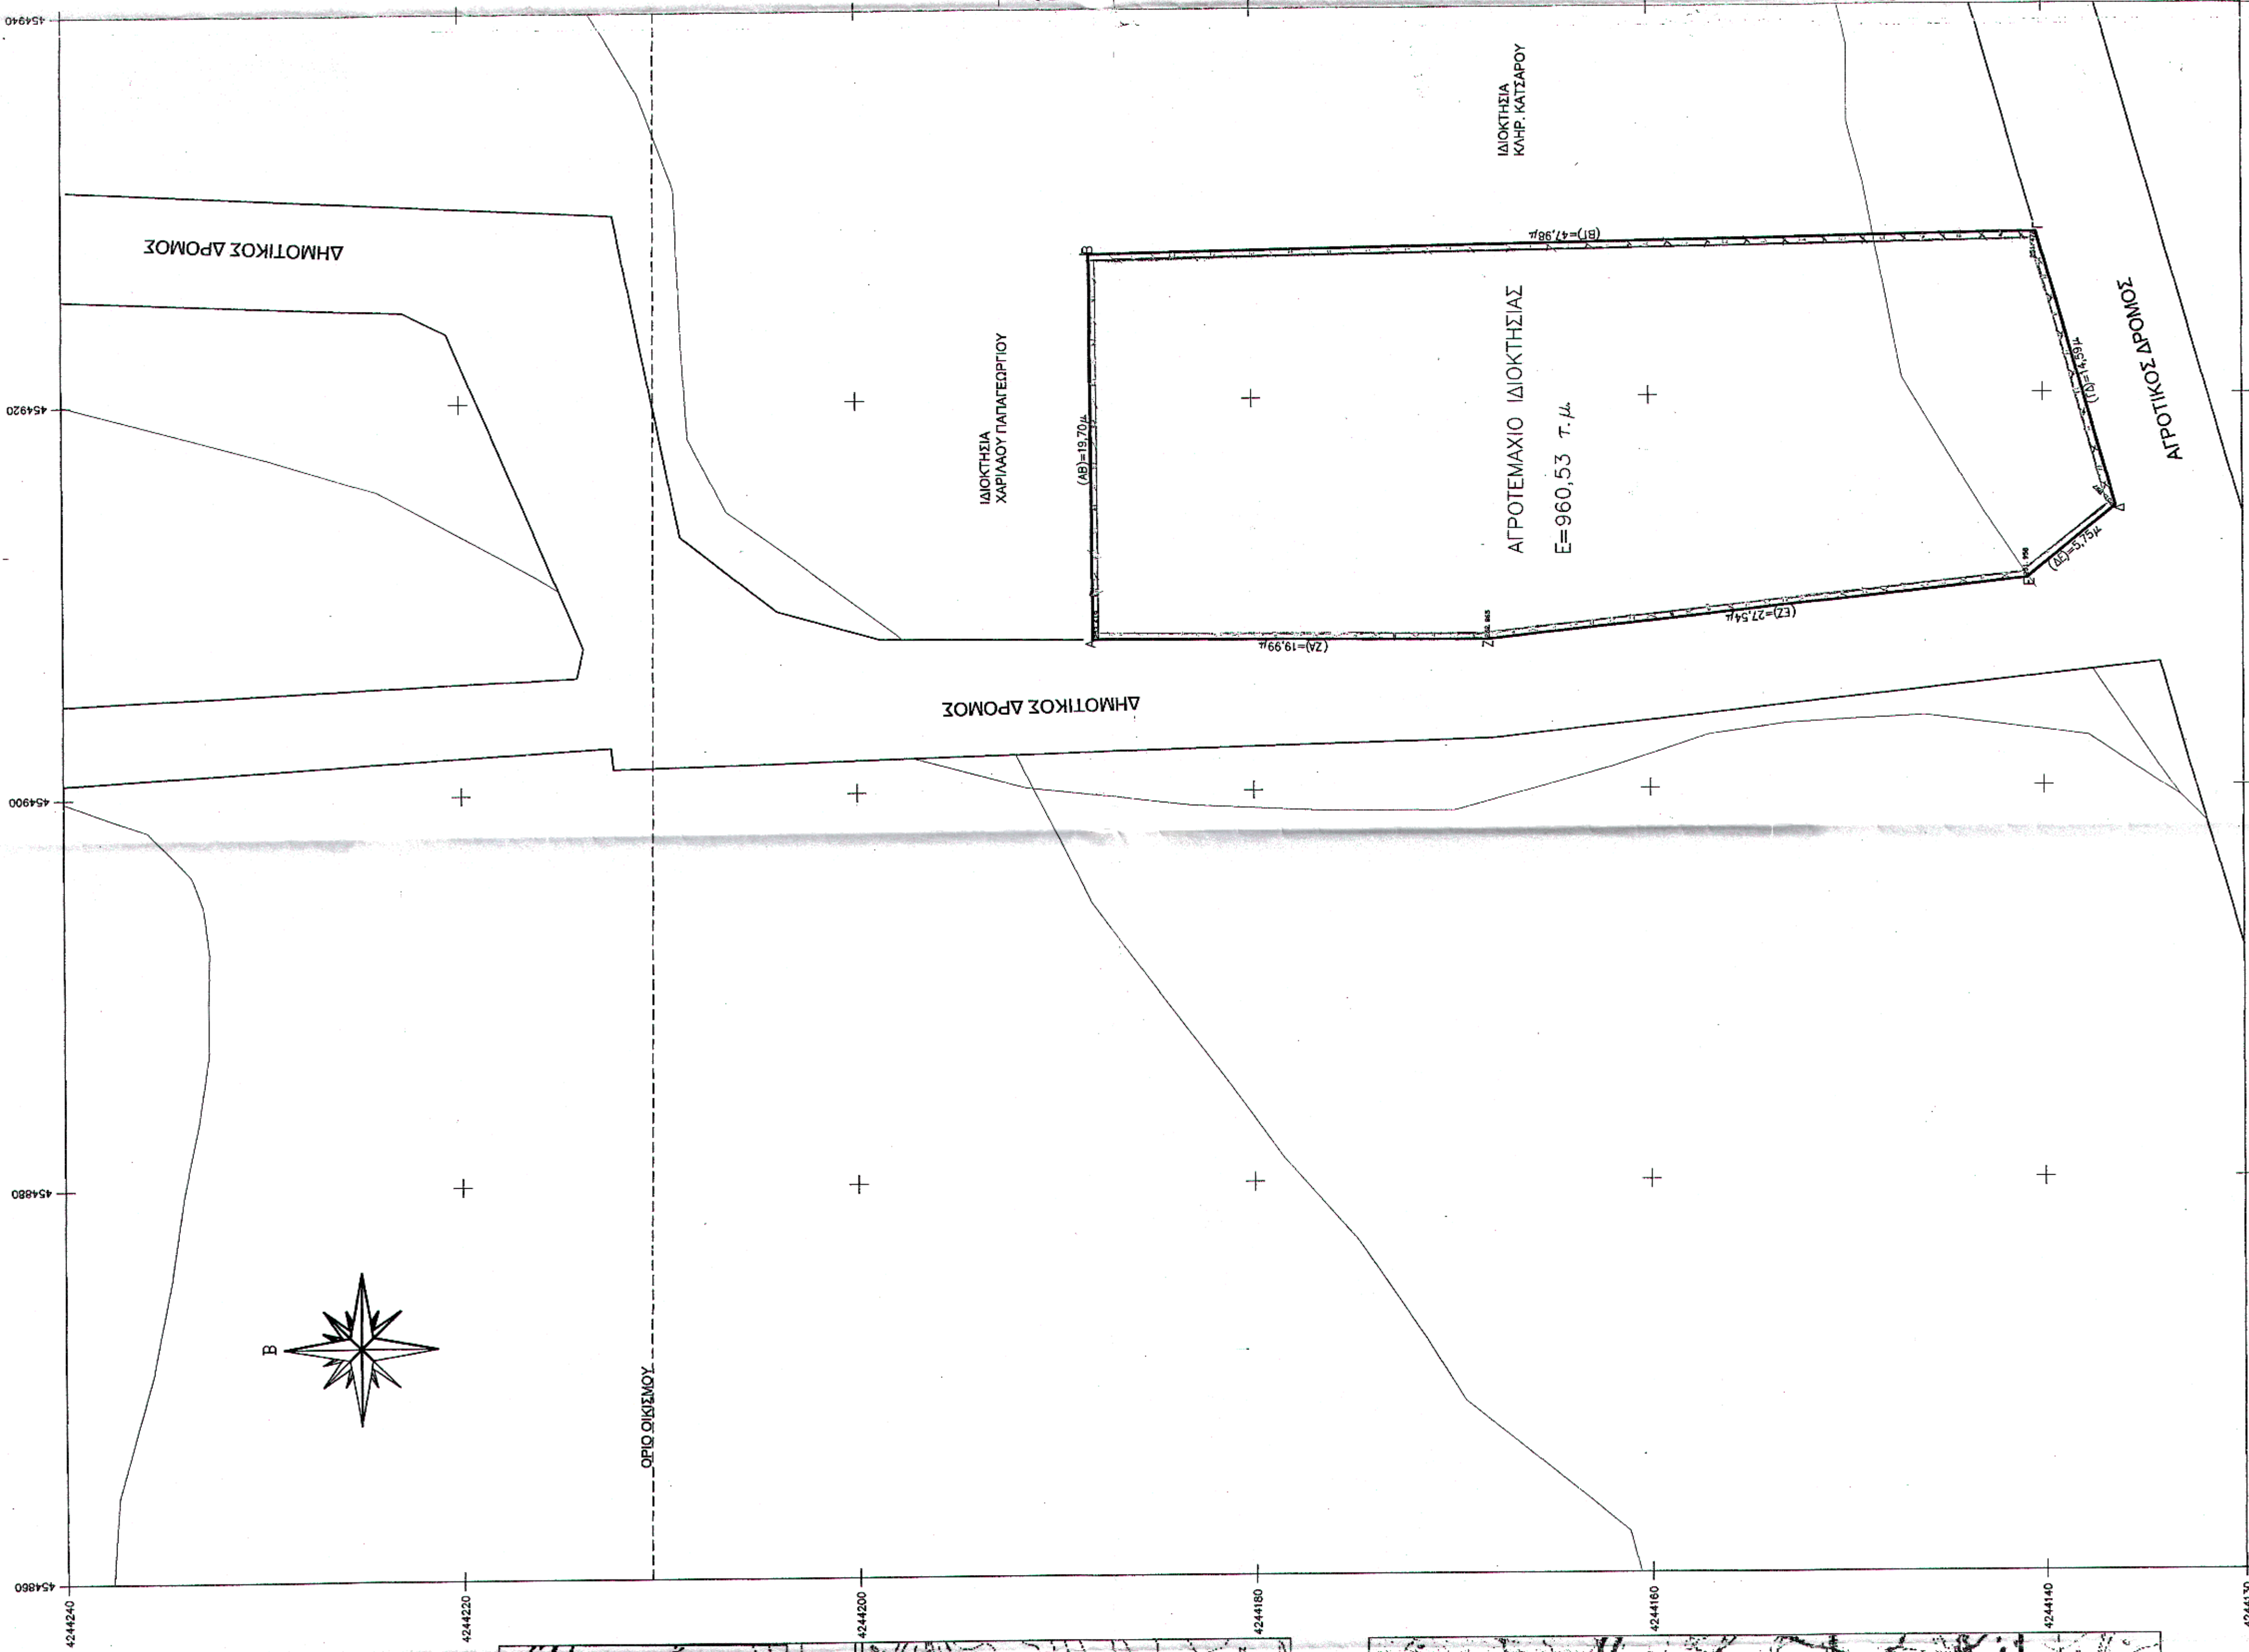 454940
454920
454900
454880
454860
4244240
4244220
4244200
4244180
4244160
4244140
ΔΗΜΟΤΙΚΟΣ ΔΡΟΜΟΣ
ΔΗΜΟΤΙΚΟΣ ΔΡΟΜΟΣ
ΑΓΡΟΤΙΚΟΣ ΔΡΟΜΟΣ
ΟΡΙΟ ΟΙΚΙΣΜΟΥ
Β
ΙΔΙΟΚΤΗΣΙΑ
ΧΑΡΙΛΑΟΥ ΠΑΠΑΓΕΩΡΓΙΟΥ
ΙΔΙΟΚΤΗΣΙΑ
ΚΛΗΡ. ΚΑΤΣΑΡΟΥ
ΑΓΡΟΤΕΜΑΧΙΟ ΙΔΙΟΚΤΗΣΙΑΣ
Ε=960,53 τ.μ.
Α
Β
Γ
Δ
Ε
Ζ
(ΑΒ)=19,70μ
(ΒΓ)=47,98μ
(ΓΔ)=14,59μ
(ΔΕ)=5,75μ
(ΕΖ)=27,54μ
(ΖΑ)=19,99μ